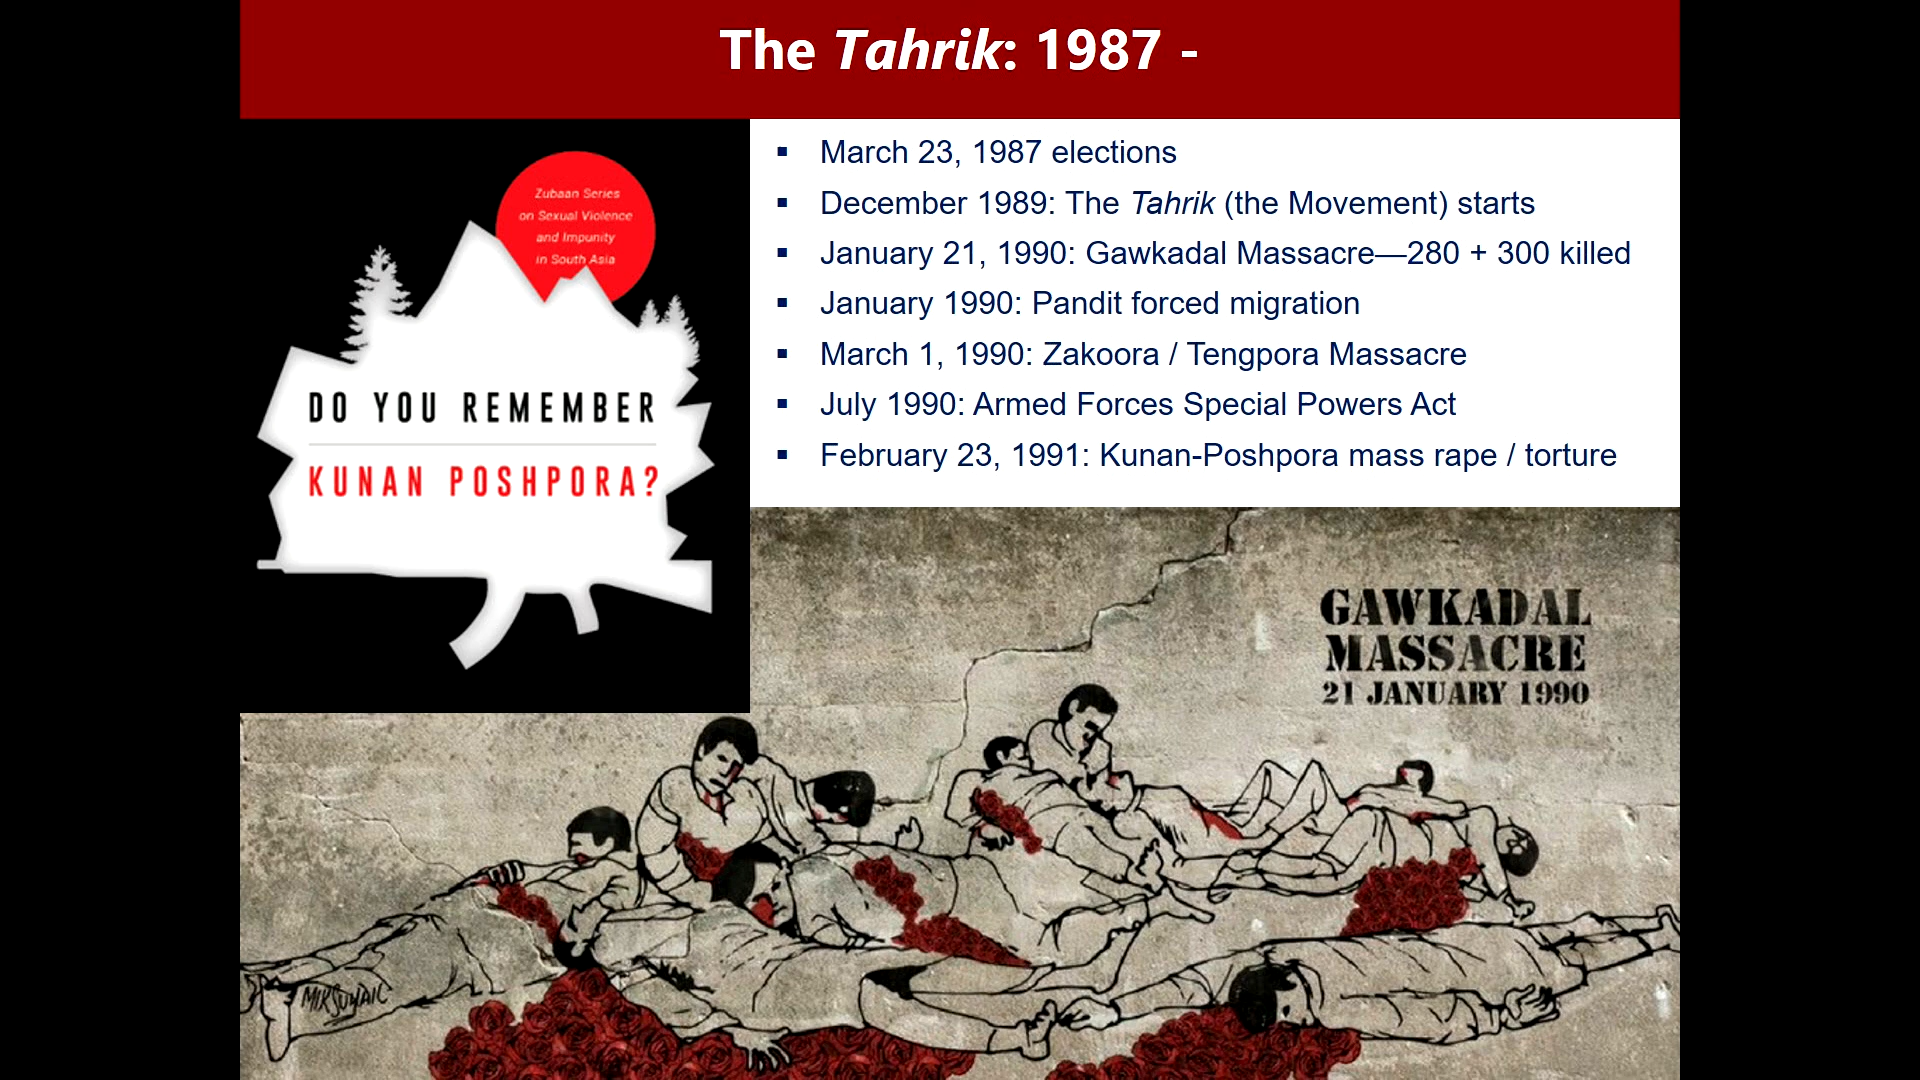 The Tahrik: 1987 -
Zubaan Series
on Sexual Violence
and Impunity
in South Asia
DO YOU REMEMBER
KUNAN POSHPORA?
▪ March 23, 1987 elections
▪ December 1989: The Tahrik (the Movement) starts
▪ January 21, 1990: Gawkadal Massacre—280 + 300 killed
▪ January 1990: Pandit forced migration
▪ March 1, 1990: Zakoora / Tengpora Massacre
▪ July 1990: Armed Forces Special Powers Act
▪ February 23, 1991: Kunan-Poshpora mass rape / torture
GAWKADAL
MASSACRE
21 JANUARY 1990
MIR SUHAIL